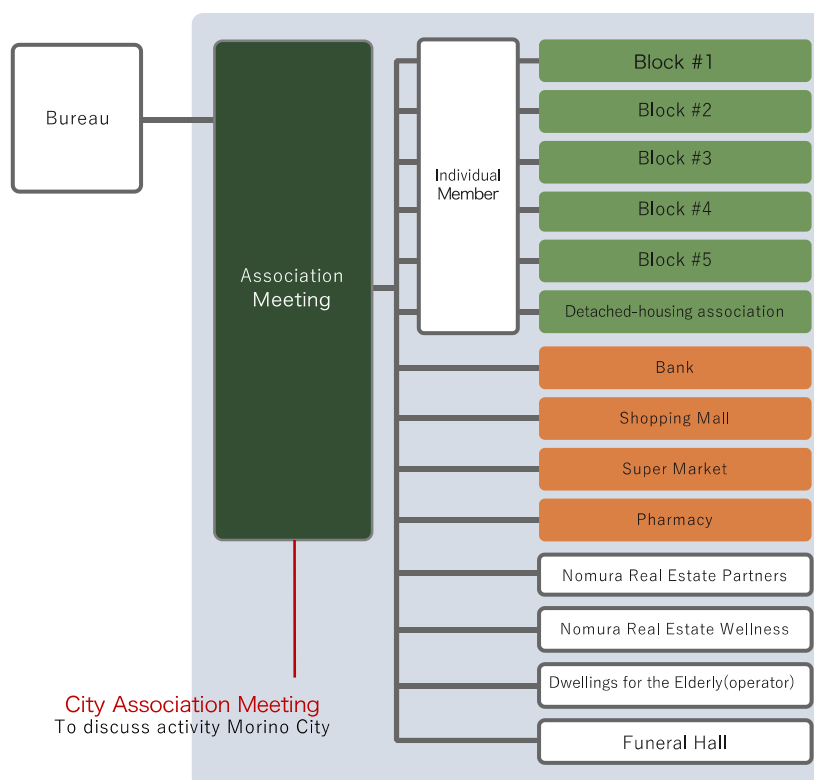 Bureau
Association
Meeting
Individual
Member
Block #1
Block #2
Block #3
Block #4
Block #5
Detached-housing association
Bank
Shopping Mall
Super Market
Pharmacy
Nomura Real Estate Partners
Nomura Real Estate Wellness
Dwellings for the Elderly(operator)
Funeral Hall
City Association Meeting
To discuss activity Morino City